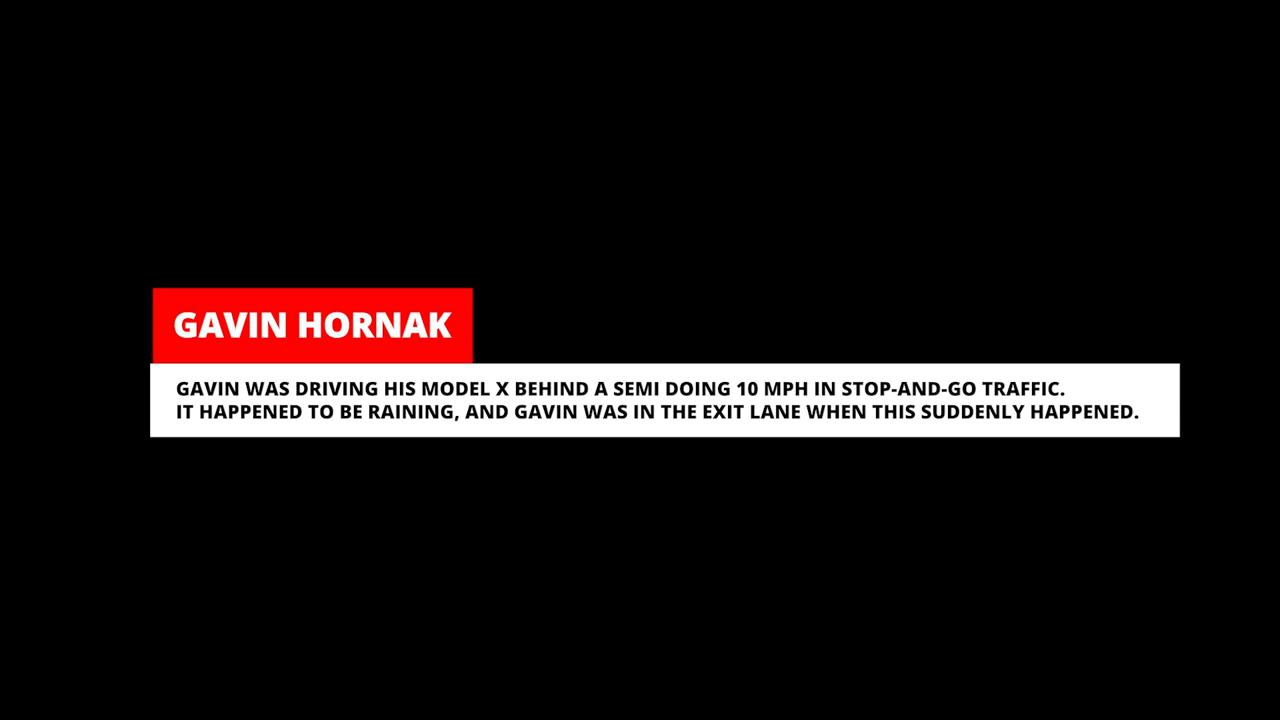 GAVIN HORNAK
GAVIN WAS DRIVING HIS MODEL X BEHIND A SEMI DOING 10 MPH IN STOP-AND-GO TRAFFIC.
IT HAPPENED TO BE RAINING, AND GAVIN WAS IN THE EXIT LANE WHEN THIS SUDDENLY HAPPENED.